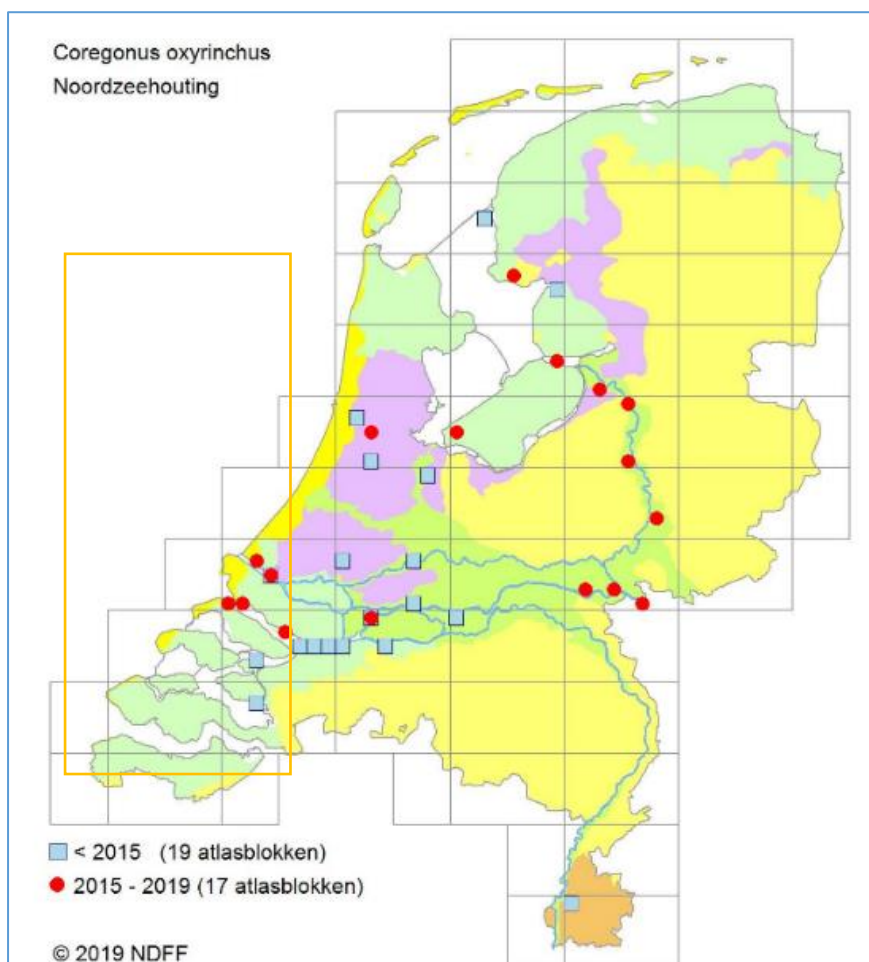 Coregonus oxyrinchus
Noordzeehouting
< 2015 (19 atlasblokken)
2015 - 2019 (17 atlasblokken)
© 2019 NDFF